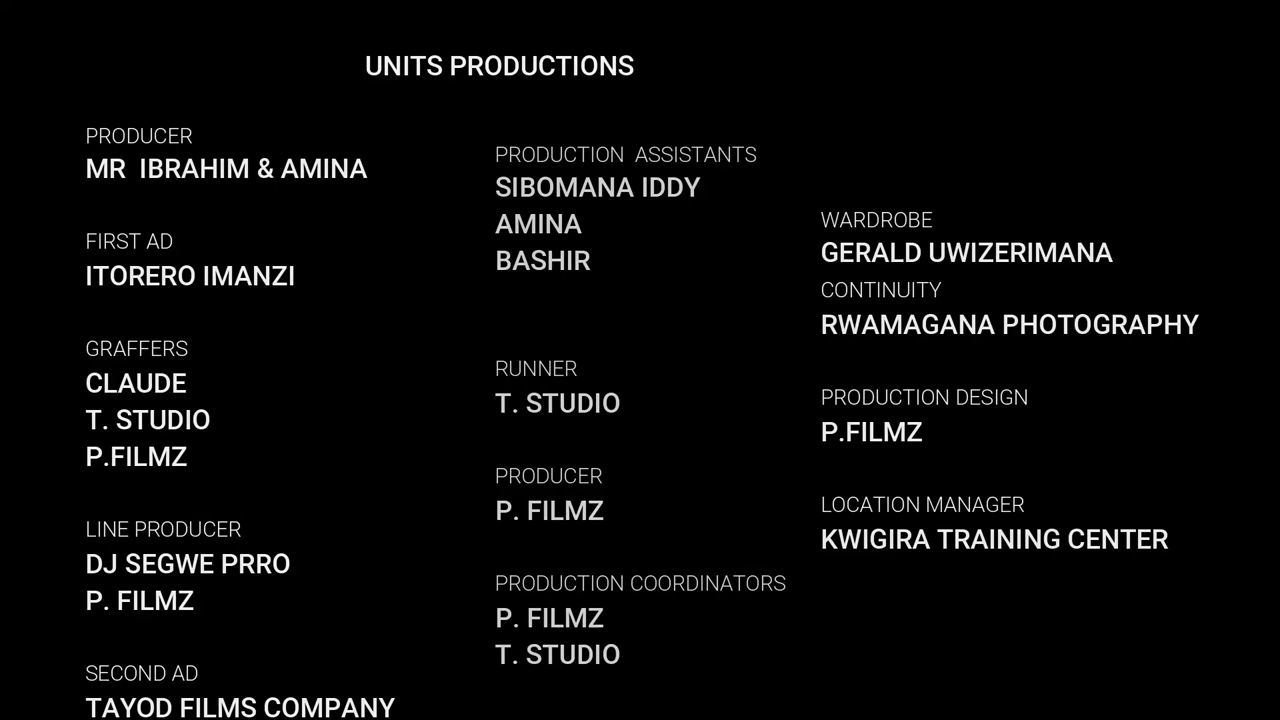 UNITS PRODUCTIONS
PRODUCER
MR  IBRAHIM & AMINA
FIRST AD
ITORERO IMANZI
GRAFFERS
CLAUDE
T. STUDIO
P.FILMZ
LINE PRODUCER
DJ SEGWE PRRO
P. FILMZ
SECOND AD
TAYOD FILMS COMPANY
PRODUCTION  ASSISTANTS
SIBOMANA IDDY
AMINA
BASHIR
RUNNER
T. STUDIO
PRODUCER
P. FILMZ
PRODUCTION COORDINATORS
P. FILMZ
T. STUDIO
WARDROBE
GERALD UWIZERIMANA
CONTINUITY
RWAMAGANA PHOTOGRAPHY
PRODUCTION DESIGN
P.FILMZ
LOCATION MANAGER
KWIGIRA TRAINING CENTER